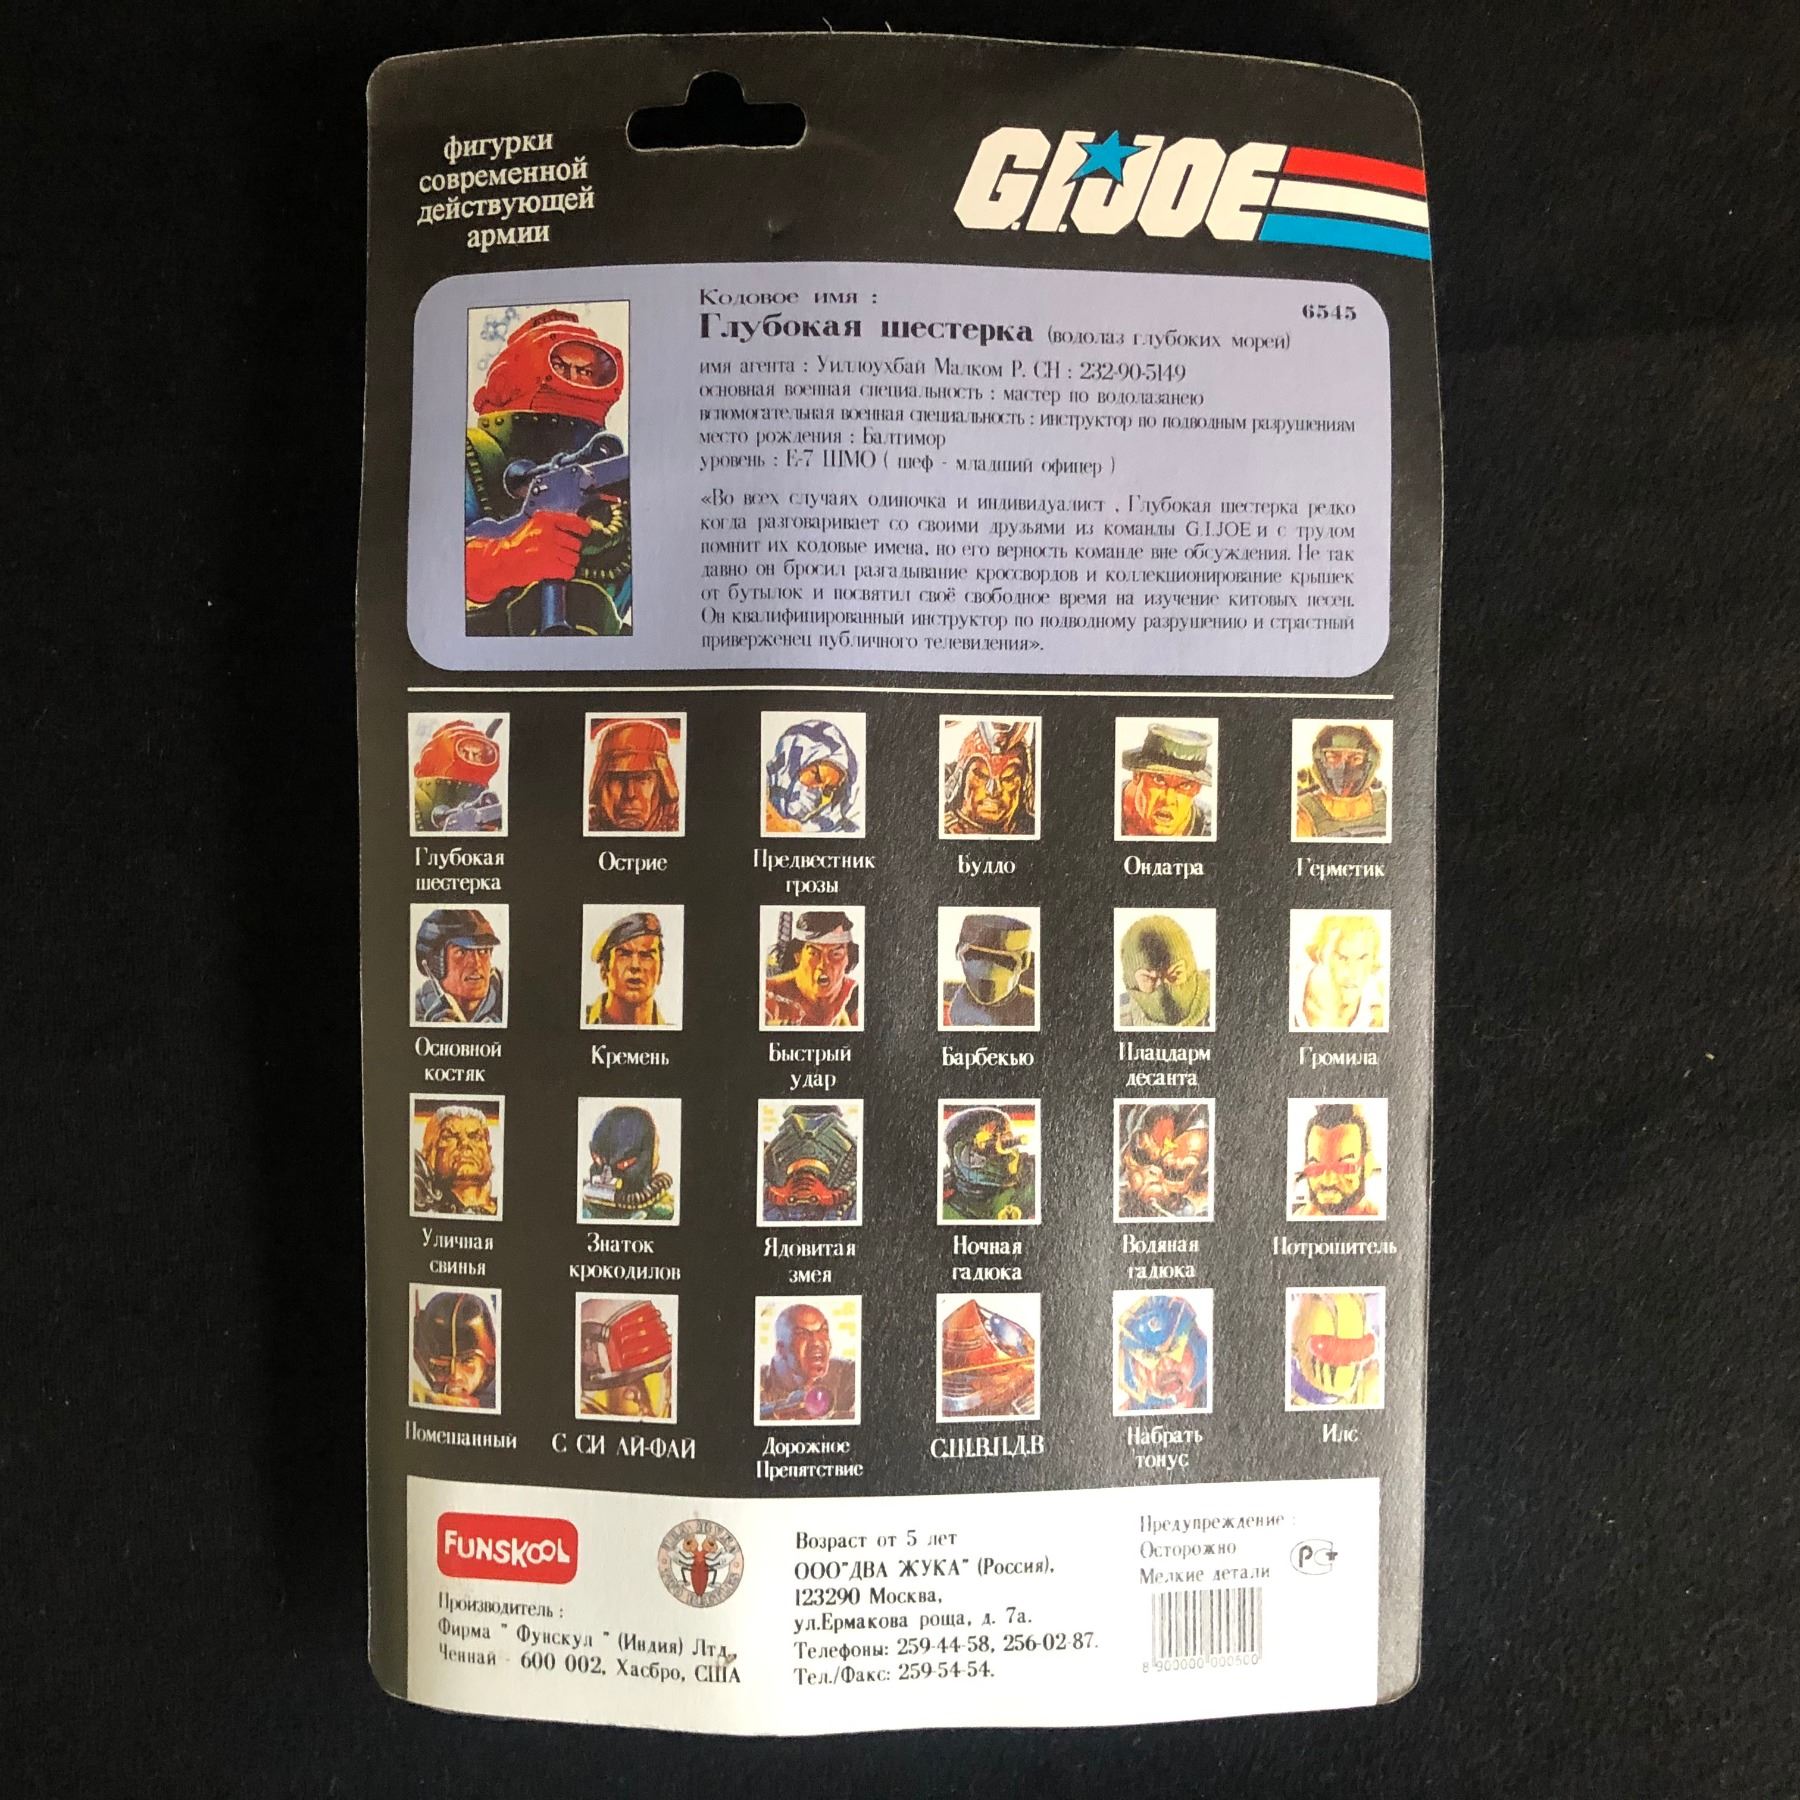 фигурки
современной
действующей
армии
G.I.JOE
Кодовое имя :
6545
Глубокая шестерка (водолаз глубоких морей)
имя агента : Уиллоухбай Малком Р. СН : 232-90-5149
основная военная специальность : мастер по водолазанею
вспомогательная военная специальность : инструктор по подводным разрушениям
место рождения : Балтимор
уровень : Е-7 ШМО ( шеф - младший офицер )
«Во всех случаях одиночка и индивидуалист , Глубокая шестерка редко
когда разговаривает со своими друзьями из команды G.I.JOE и с трудом
помнит их кодовые имена, но его верность команде вне обсуждения. Не так
давно он бросил разгадывание кроссвордов и коллекционирование крышек
от бутылок и посвятил своё свободное время на изучение китовых песен.
Он квалифицированный инструктор по подводному разрушению и страстный
приверженец публичного телевидения».
Глубокая
шестерка
Острие
Предвестник
грозы
Будло
Ондатра
Герметик
Основной
костяк
Кремень
Быстрый
удар
Барбекью
Плацдарм
десанта
Громила
Уличная
свинья
Знаток
крокодилов
Ядовитая
змея
Ночная
гадюка
Водяная
гадюка
Потрошитель
Помешанный
С СИ АЙ-ФАЙ
Дорожное
Препятствие
С.Ш.В.П.Д.В
Набрать
тонус
Илс
FUNSKOOL
Производитель :
Фирма " Фунскул " (Индия) Лтд.,
Ченнай - 600 002, Хасбро, США
Возраст от 5 лет
ООО"ДВА ЖУКА" (Россия),
123290 Москва,
ул.Ермакова роща, д. 7а.
Телефоны: 259-44-58, 256-02-87.
Тел./Факс: 259-54-54.
Предупреждение :
Осторожно
Мелкие детали
8 900000 000500